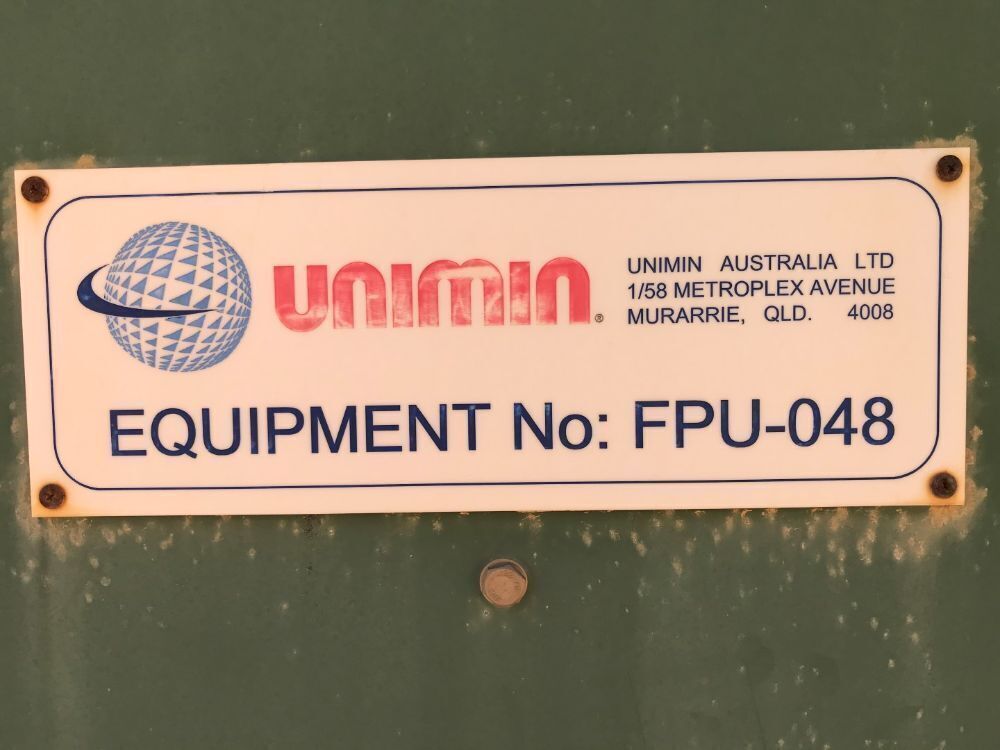 UNIMIN®
UNIMIN AUSTRALIA LTD
1/58 METROPLEX AVENUE
MURARRIE, QLD. 4008
EQUIPMENT No: FPU-048